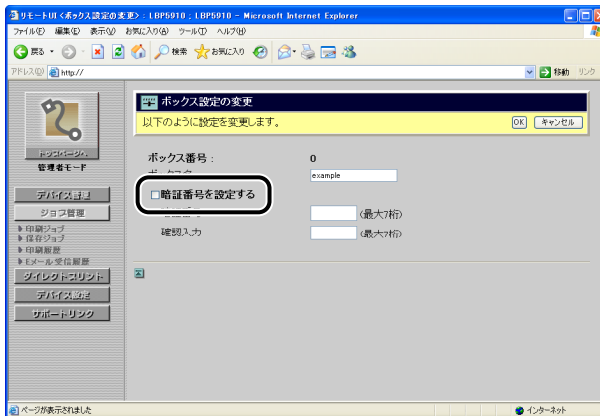 リモートUI <ボックス設定の変更> : LBP5910 ; LBP5910 - Microsoft Internet Explorer
ファイル(F) 編集(E) 表示(V) お気に入り(A) ツール(T) ヘルプ(H)
戻る 検索 お気に入り
アドレス(D) http:// 移動 リンク
ボックス設定の変更
以下のように設定を変更します。 OK キャンセル
トップページへ
管理者モード
デバイス管理
ジョブ管理
印刷ジョブ
保存ジョブ
印刷履歴
Eメール受信履歴
ダイレクトプリント
デバイス設定
サポートリンク
ボックス番号 : 0
example
暗証番号を設定する
(最大7桁)
確認入力 (最大7桁)
ページが表示されました インターネット